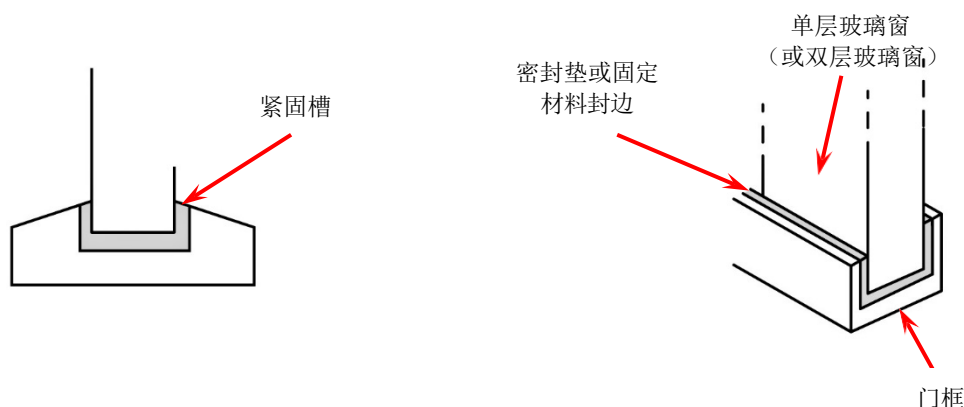 紧固槽
密封垫或固定
材料封边
单层玻璃窗
（或双层玻璃窗）
门框